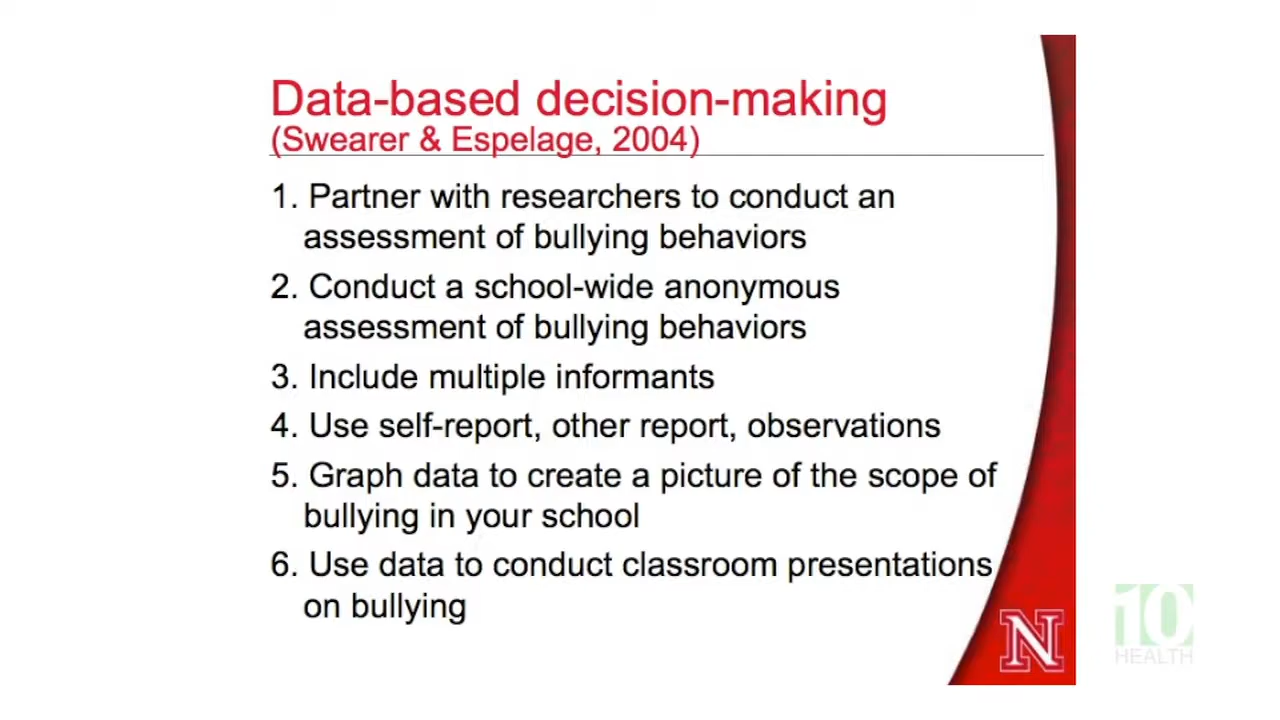 Data-based decision-making
(Swearer & Espelage, 2004)
1. Partner with researchers to conduct an
assessment of bullying behaviors
2. Conduct a school-wide anonymous
assessment of bullying behaviors
3. Include multiple informants
4. Use self-report, other report, observations
5. Graph data to create a picture of the scope of
bullying in your school
6. Use data to conduct classroom presentations
on bullying
N
10
HEALTH